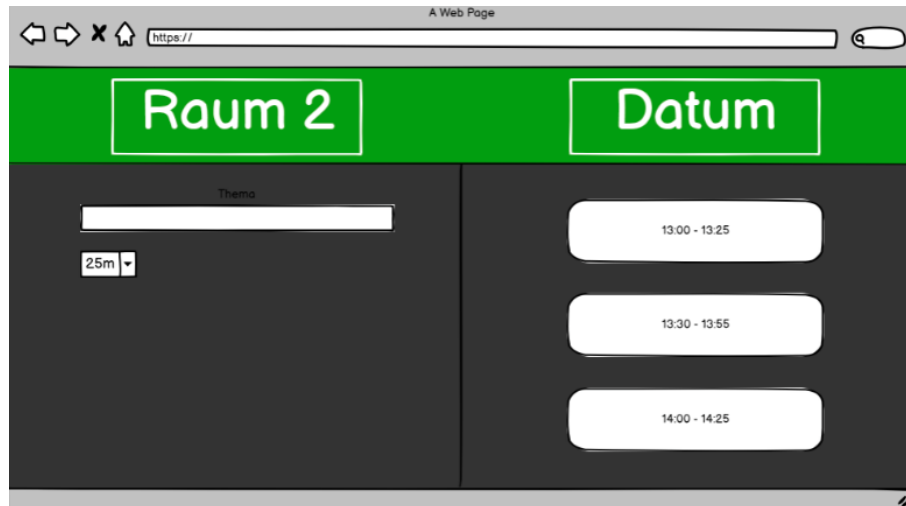 A Web Page
https://
Raum 2
Datum
Thema
25m
13:00 - 13:25
13:30 - 13:55
14:00 - 14:25